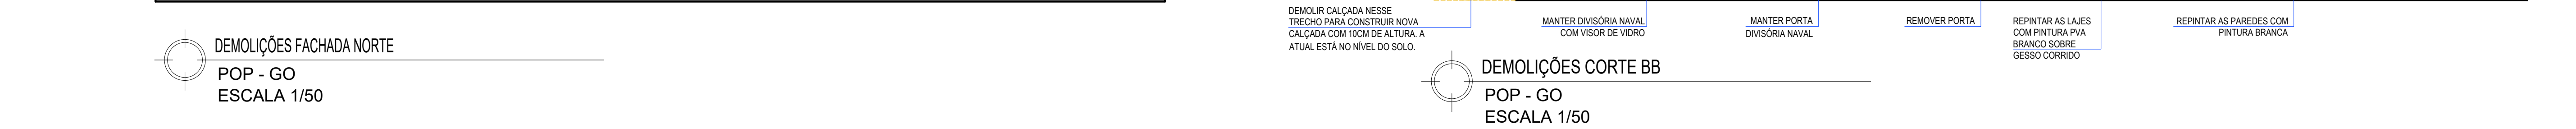 DEMOLIÇÕES FACHADA NORTE
POP - GO
ESCALA 1/50
DEMOLIR CALÇADA NESSE
TRECHO PARA CONSTRUIR NOVA
CALÇADA COM 10CM DE ALTURA. A
ATUAL ESTÁ NO NÍVEL DO SOLO.
MANTER DIVISÓRIA NAVAL
COM VISOR DE VIDRO
MANTER PORTA
DIVISÓRIA NAVAL
REMOVER PORTA
REPINTAR AS LAJES
COM PINTURA PVA
BRANCO SOBRE
GESSO CORRIDO
REPINTAR AS PAREDES COM
PINTURA BRANCA
DEMOLIÇÕES CORTE BB
POP - GO
ESCALA 1/50